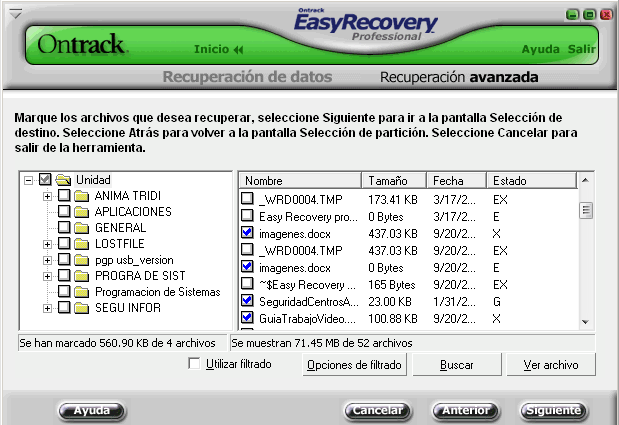 Ontrack
EasyRecovery
Professional
Ontrack
Inicio
Ayuda Salir
Recuperación de datos
Recuperación avanzada
Marque los archivos que desea recuperar, seleccione Siguiente para ir a la pantalla Selección de
destino. Seleccione Atrás para volver a la pantalla Selección de partición. Seleccione Cancelar para
salir de la herramienta.
Unidad
ANIMA TRIDI
APLICACIONES
GENERAL
LOSTFILE
pgp usb_version
PROGRA DE SIST
Programacion de Sistemas
SEGU INFOR
Nombre Tamaño Fecha Estado
_WRD0004.TMP 173.41 KB 3/17/2... EX
Easy Recovery pro... 0 Bytes 3/17/2... E
imagenes.docx 437.03 KB 9/20/2... X
_WRD0004.TMP 437.03 KB 9/20/2... EX
imagenes.docx 0 Bytes 9/20/2... E
~$Easy Recovery ... 165 Bytes 9/20/2... EX
SeguridadCentrosA... 23.00 KB 1/31/2... G
GuiaTrabajoVideo.... 100.88 KB 9/20/2... X
Se han marcado 560.90 KB de 4 archivos
Se muestran 71.45 MB de 52 archivos
Utilizar filtrado
Opciones de filtrado
Buscar
Ver archivo
Ayuda
Cancelar
Anterior
Siguiente